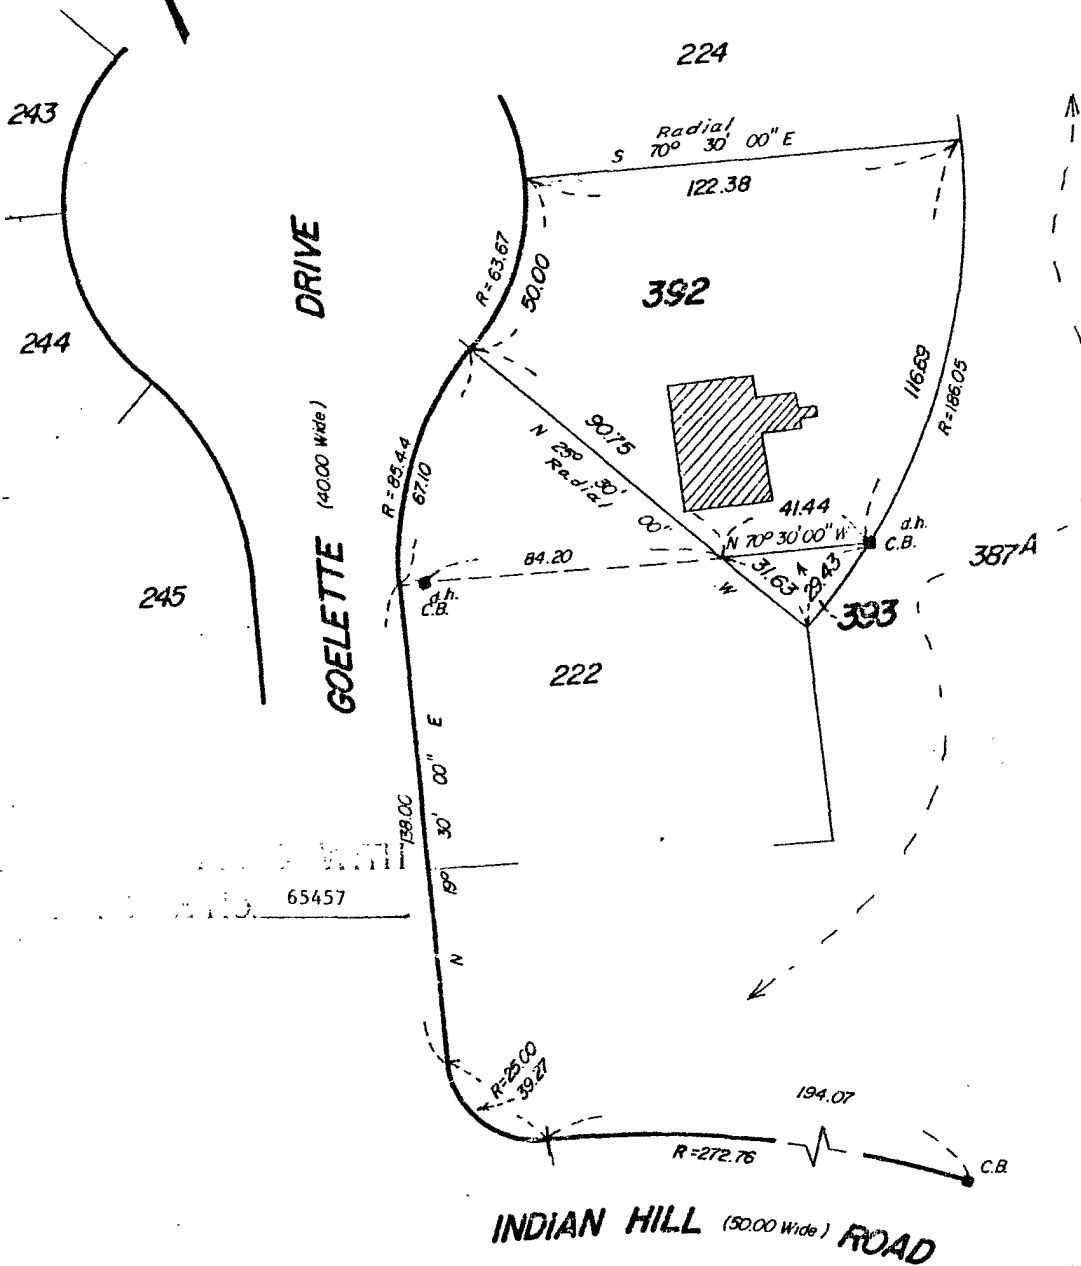 224
243
Radial
S 70° 30' 00" E
122.38
DRIVE
R=63.67
50.00
392
244
116.69
R=186.05
(40.00 Wide)
90.75
N 25° 30' 00" W
Radial
R=85.44
67.10
41.44
N 70° 30' 00" W
d.h.
C.B.
387A
84.20
31.63
29.43
d.h.
C.B.
245
393
GOELETTE
222
N 19° 30' 00" E
138.00
65457
R=25.00
39.27
194.07
R=272.76
C.B.
INDIAN HILL (50.00 Wide) ROAD